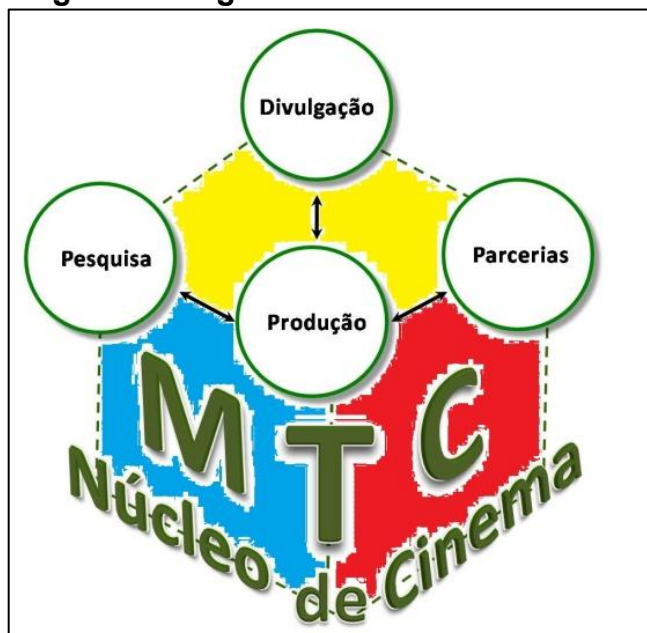 Divulgação
Pesquisa
Parcerias
Produção
MTC
Núcleo de Cinema